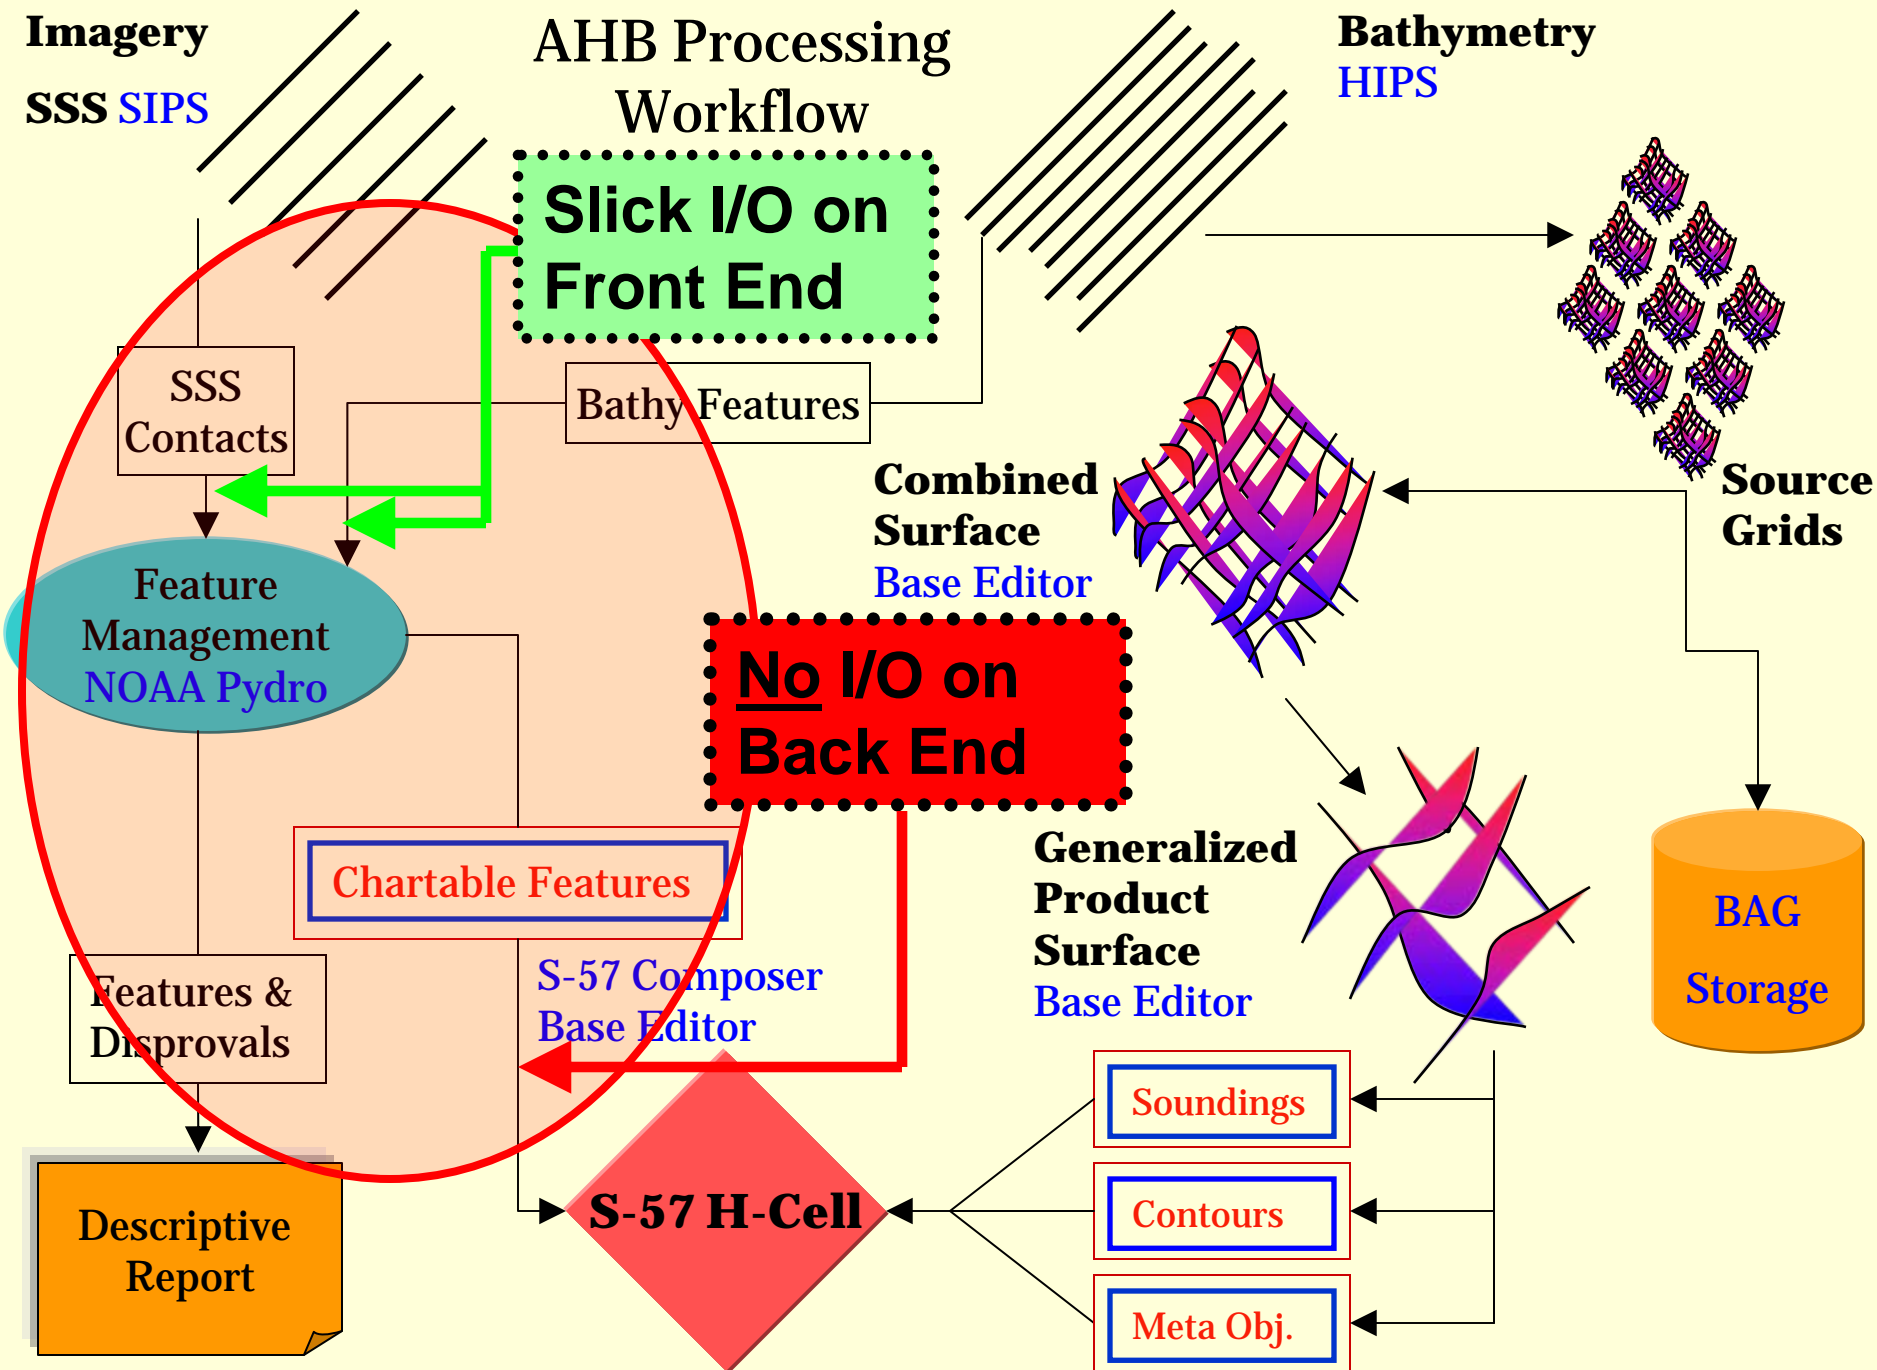 Imagery
SSS SIPS
AHB Processing
Workflow
Bathymetry
HIPS
Slick I/O on
Front End
SSS
Contacts
Bathy Features
Combined
Surface
Base Editor
Source
Grids
Feature
Management
NOAA Pydro
No I/O on
Back End
Chartable Features
Generalized
Product
Surface
Base Editor
BAG
Storage
Features &
Disprovals
S-57 Composer
Base Editor
Soundings
Contours
Meta Obj.
S-57 H-Cell
Descriptive
Report